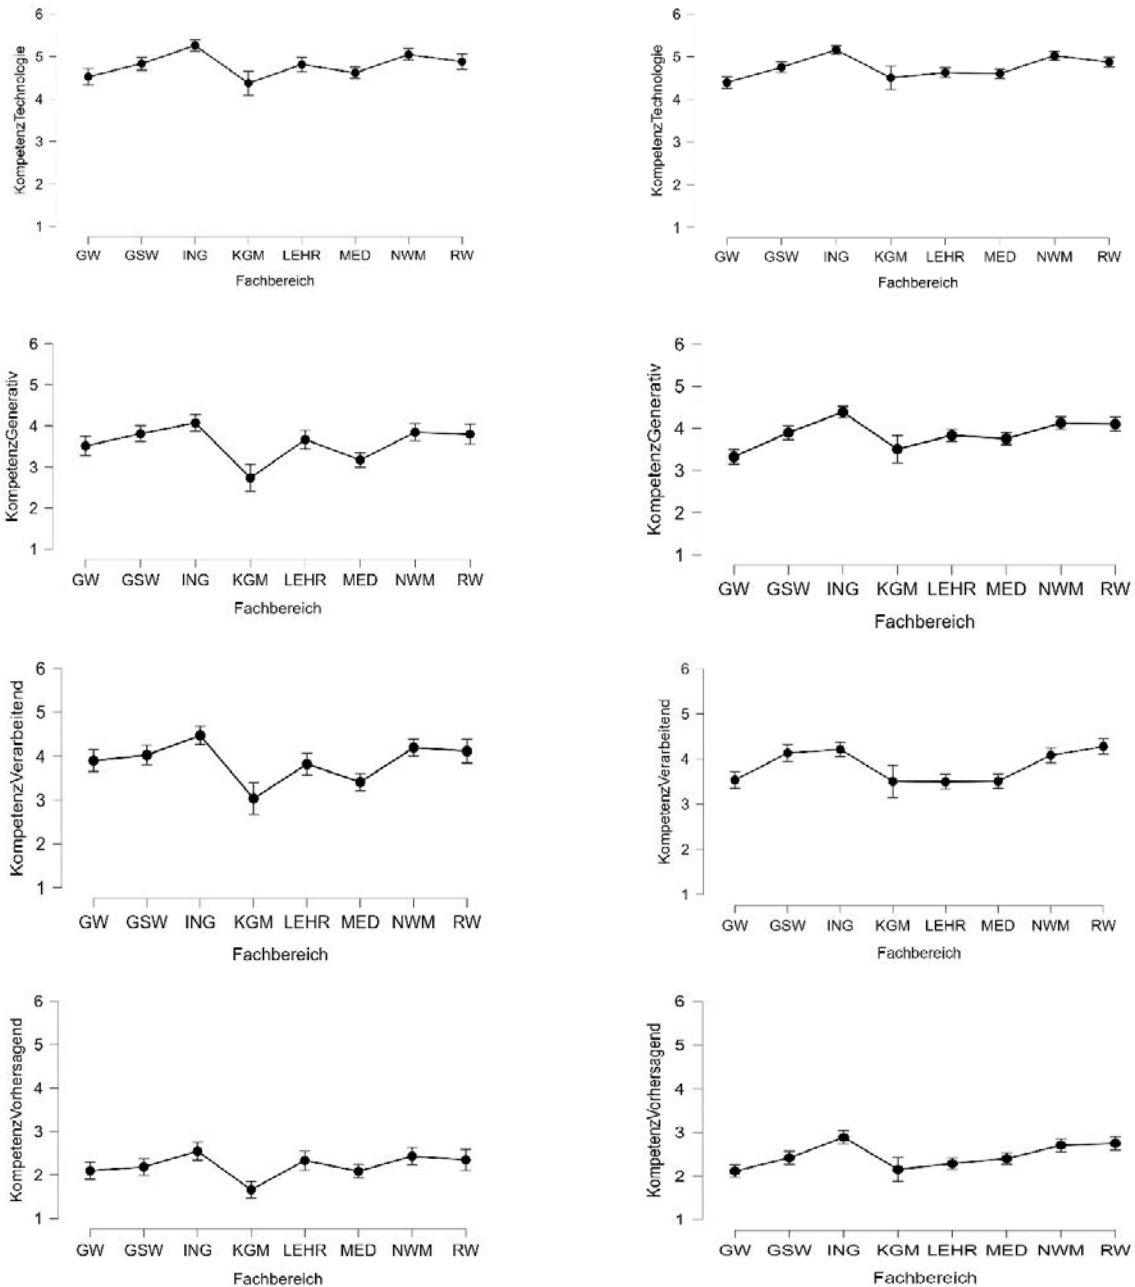 KompetenzTechnologie
6
5
4
3
2
1
GW GSW ING KGM LEHR MED NWM RW
Fachbereich
KompetenzTechnologie
6
5
4
3
2
1
GW GSW ING KGM LEHR MED NWM RW
Fachbereich
KompetenzGenerativ
6
5
4
3
2
1
GW GSW ING KGM LEHR MED NWM RW
Fachbereich
KompetenzGenerativ
6
5
4
3
2
1
GW GSW ING KGM LEHR MED NWM RW
Fachbereich
KompetenzVerarbeitend
6
5
4
3
2
1
GW GSW ING KGM LEHR MED NWM RW
Fachbereich
KompetenzVerarbeitend
6
5
4
3
2
1
GW GSW ING KGM LEHR MED NWM RW
Fachbereich
KompetenzVorhersagend
6
5
4
3
2
1
GW GSW ING KGM LEHR MED NWM RW
Fachbereich
KompetenzVorhersagend
6
5
4
3
2
1
GW GSW ING KGM LEHR MED NWM RW
Fachbereich